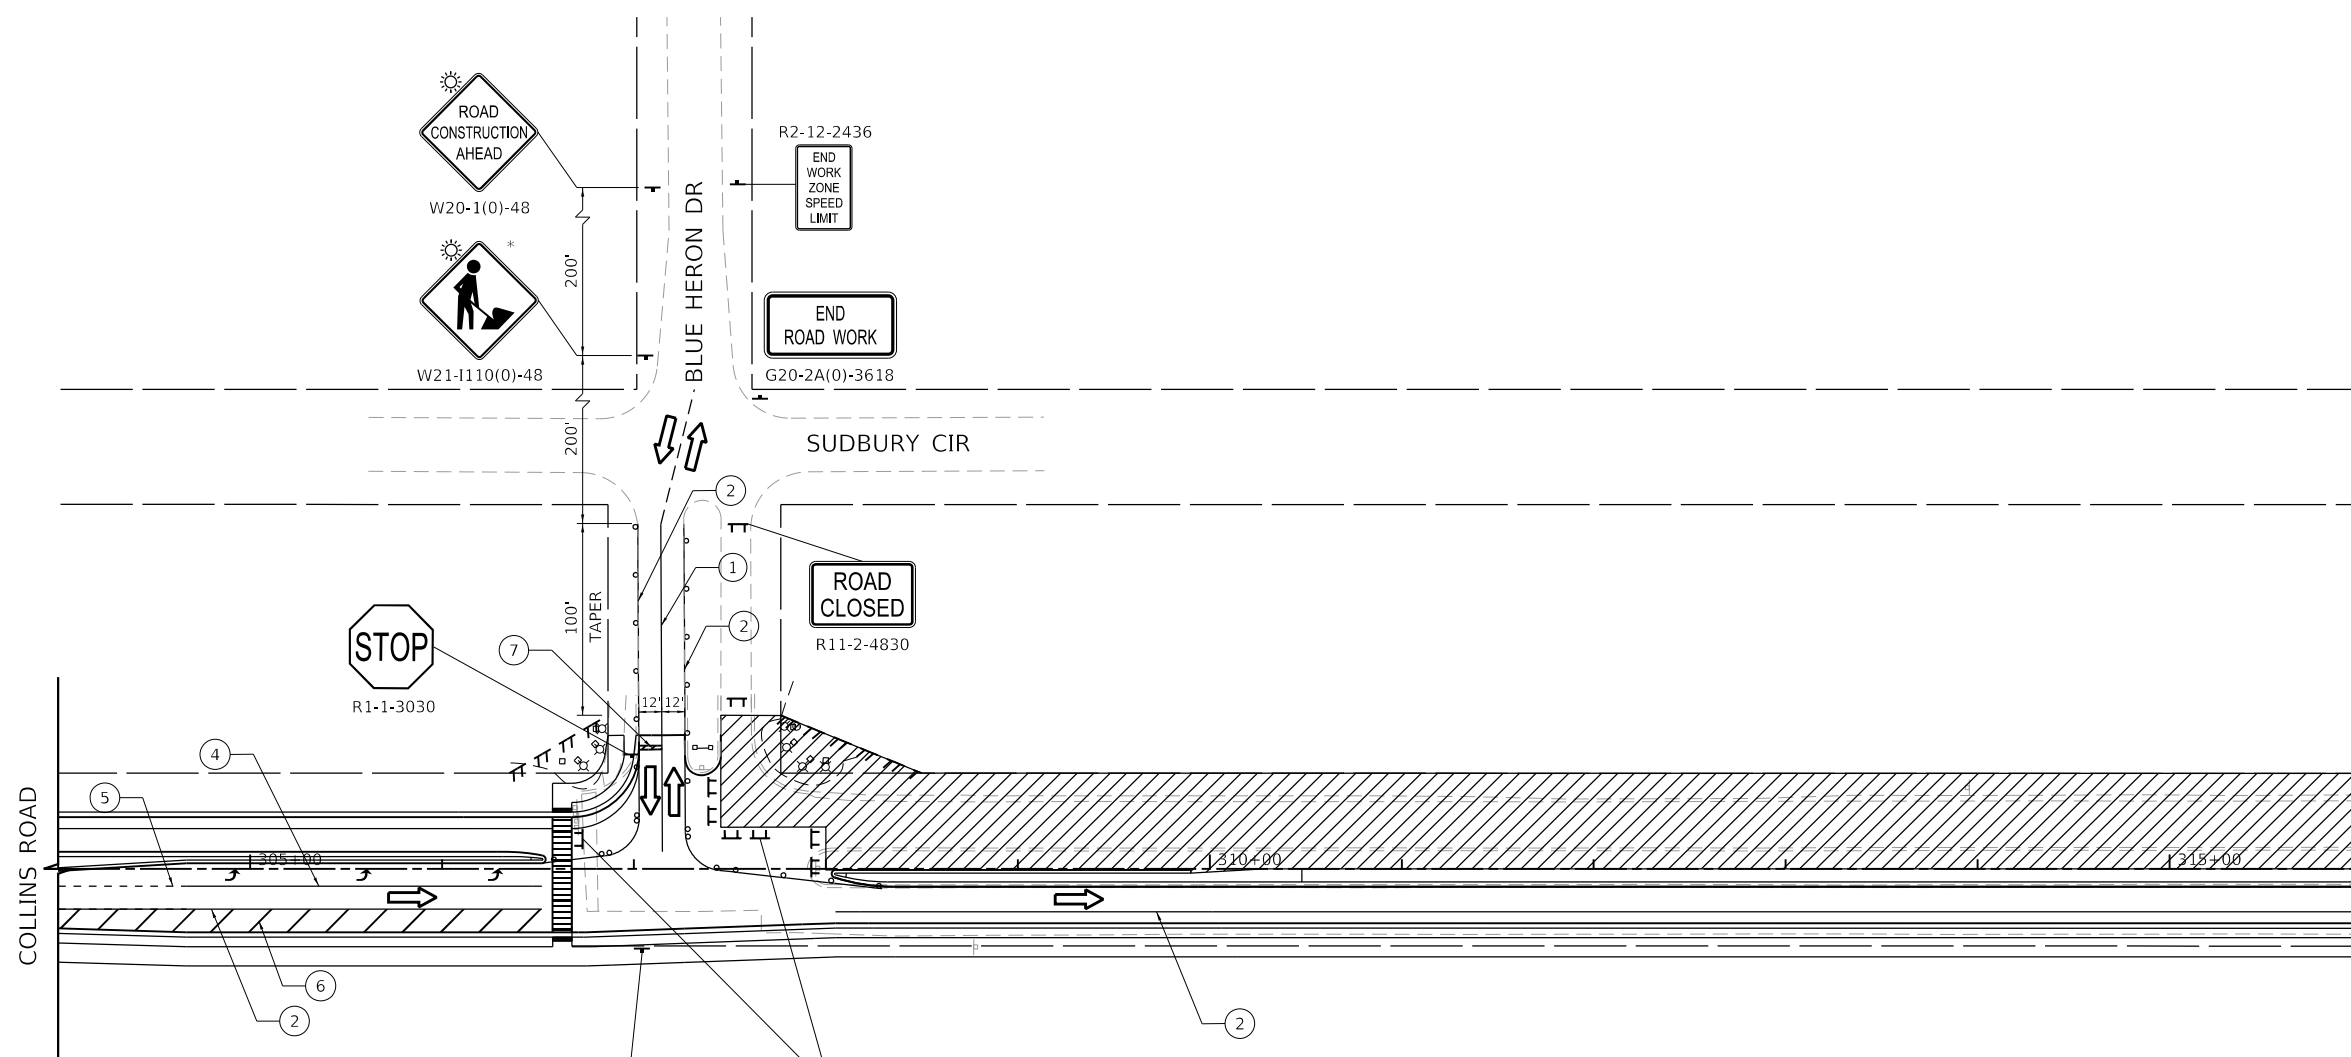 ROAD
CONSTRUCTION
AHEAD
W20-1(0)-48
R2-12-2436
END
WORK
ZONE
SPEED
LIMIT
BLUE HERON DR
200'
*
W21-I110(0)-48
END
ROAD WORK
G20-2A(0)-3618
200'
SUDBURY CIR
2
1
2
ROAD
CLOSED
R11-2-4830
100'
TAPER
STOP
R1-1-3030
7
12'
12'
4
5
COLLINS ROAD
305+00
310+00
315+00
6
2
2